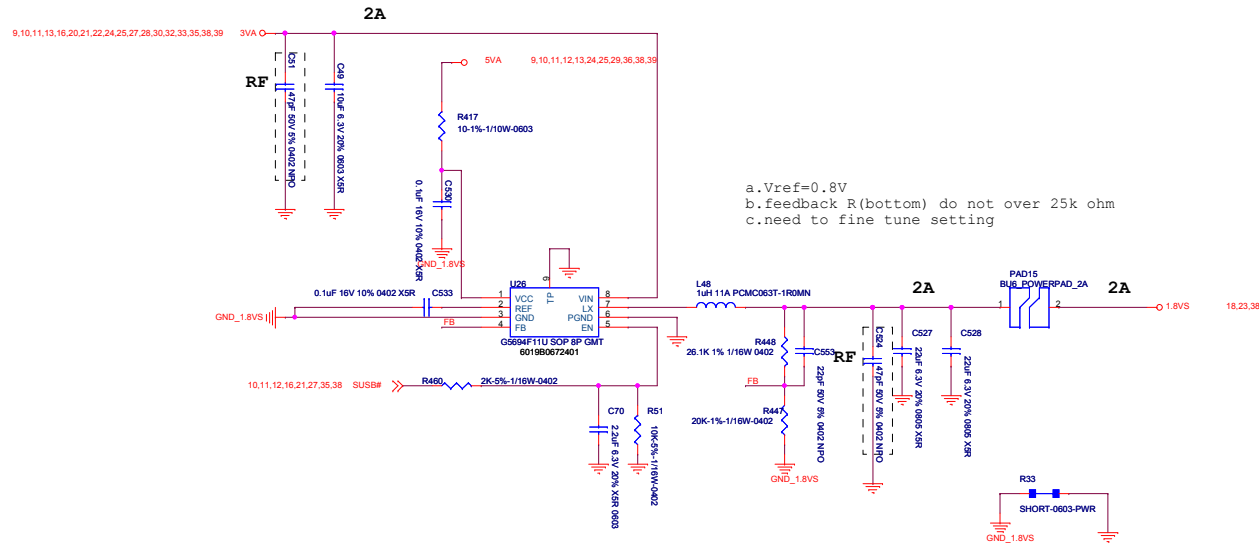 2A
9,10,11,13,16,20,21,22,24,25,27,28,30,32,33,35,38,39 3VA
RF
C51
47pF 50V 5% 0402 NPO
C49
10uF 6.3V 20% 0603 X5R
5VA 9,10,11,12,13,24,25,29,36,38,39
R417
10-1%-1/10W-0603
C530
0.1uF 16V 10% 0402 X5R
GND_1.8VS
a.Vref=0.8V
b.feedback R(bottom) do not over 25k ohm
c.need to fine tune setting
U26
9
TP
0.1uF 16V 10% 0402 X5R
C533
GND_1.8VS
FB
1 VCC VIN 8
2 REF LX 7
3 GND PGND 6
4 FB EN 5
G5694F11U SOP 8P GMT
6019B0672401
L48
1uH 11A PCMC063T-1R0MN
2A
PAD15
BU6_POWERPAD_2A
1 2
2A
1.8VS 18,23,38
R448
26.1K 1% 1/16W 0402
C553
22pF 50V 5% 0402 NPO
RF
C524
47pF 50V 5% 0402 NPO
C527
22uF 6.3V 20% 0805 X5R
C528
22uF 6.3V 20% 0805 X5R
FB
R447
20K-1%-1/16W-0402
GND_1.8VS
10,11,12,16,21,27,35,38 SUSB#
R460 2K-5%-1/16W-0402
C70
2.2uF 6.3V 20% X5R 0603
R51
10K-5%-1/16W-0402
R33
SHORT-0603-PWR
GND_1.8VS